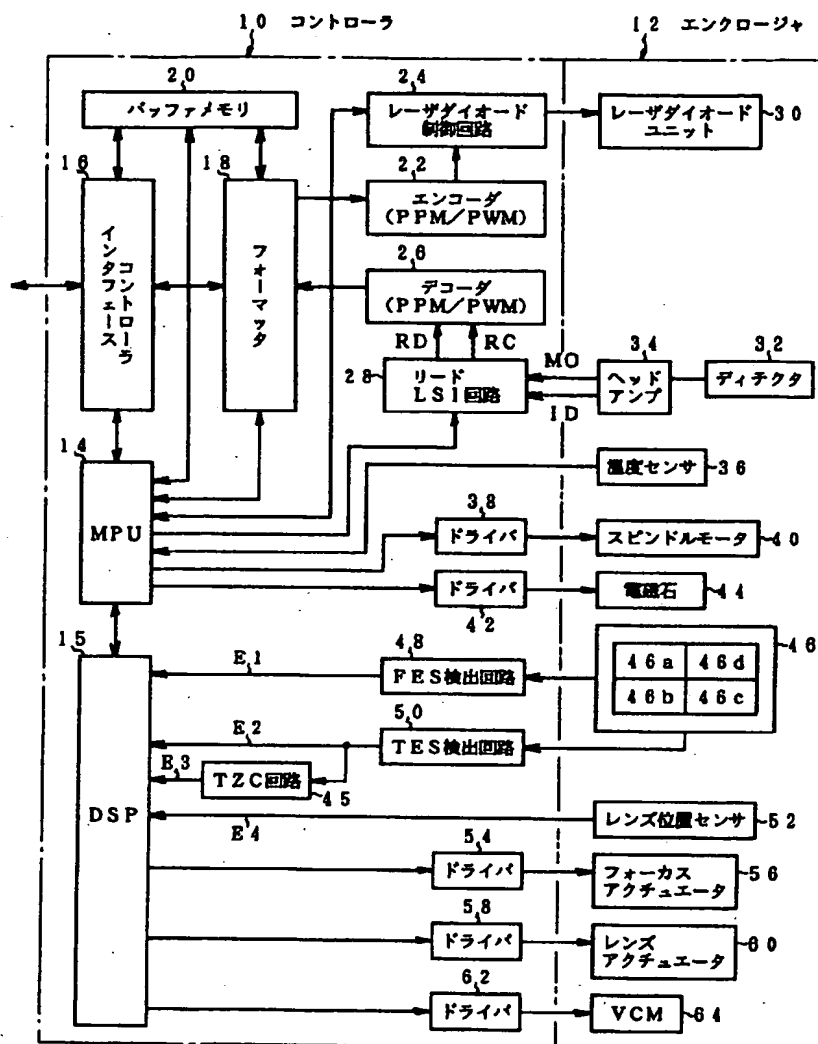 10 コントローラ
12 エンクロージャ
20
バッファメモリ
24
レーザダイオード
制御回路
レーザダイオード
ユニット
30
16
コントローラ
インタフェース
18
フォーマッタ
22
エンコーダ
(PPM/PWM)
26
デコーダ
(PPM/PWM)
RD
RC
28
リード
LSI回路
MO
ID
34
ヘッド
アンプ
32
ディテクタ
14
MPU
温度センサ
36
38
ドライバ
スピンドルモータ
40
ドライバ
42
電磁石
44
15
DSP
E1
48
FES検出回路
46a
46d
46b
46c
46
E2
50
TES検出回路
E3
TZC回路
45
E4
レンズ位置センサ
52
54
ドライバ
フォーカス
アクチュエータ
56
58
ドライバ
レンズ
アクチュエータ
60
62
ドライバ
VCM
64